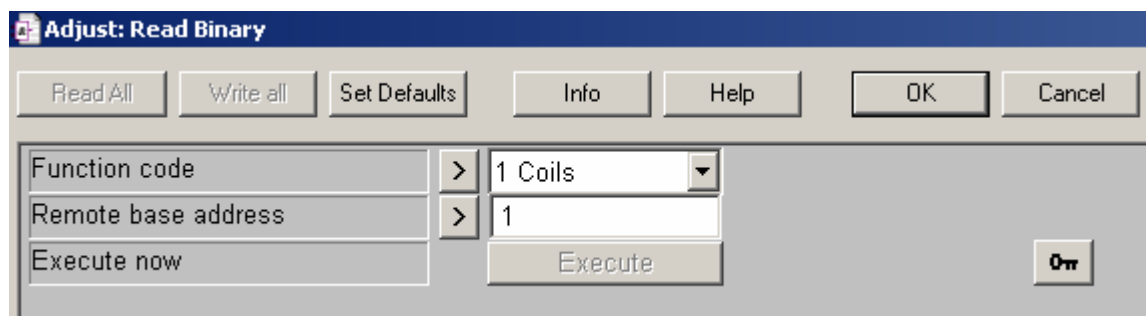 Adjust: Read Binary
Read All Write all Set Defaults Info Help OK Cancel
Function code > 1 Coils
Remote base address > 1
Execute now Execute